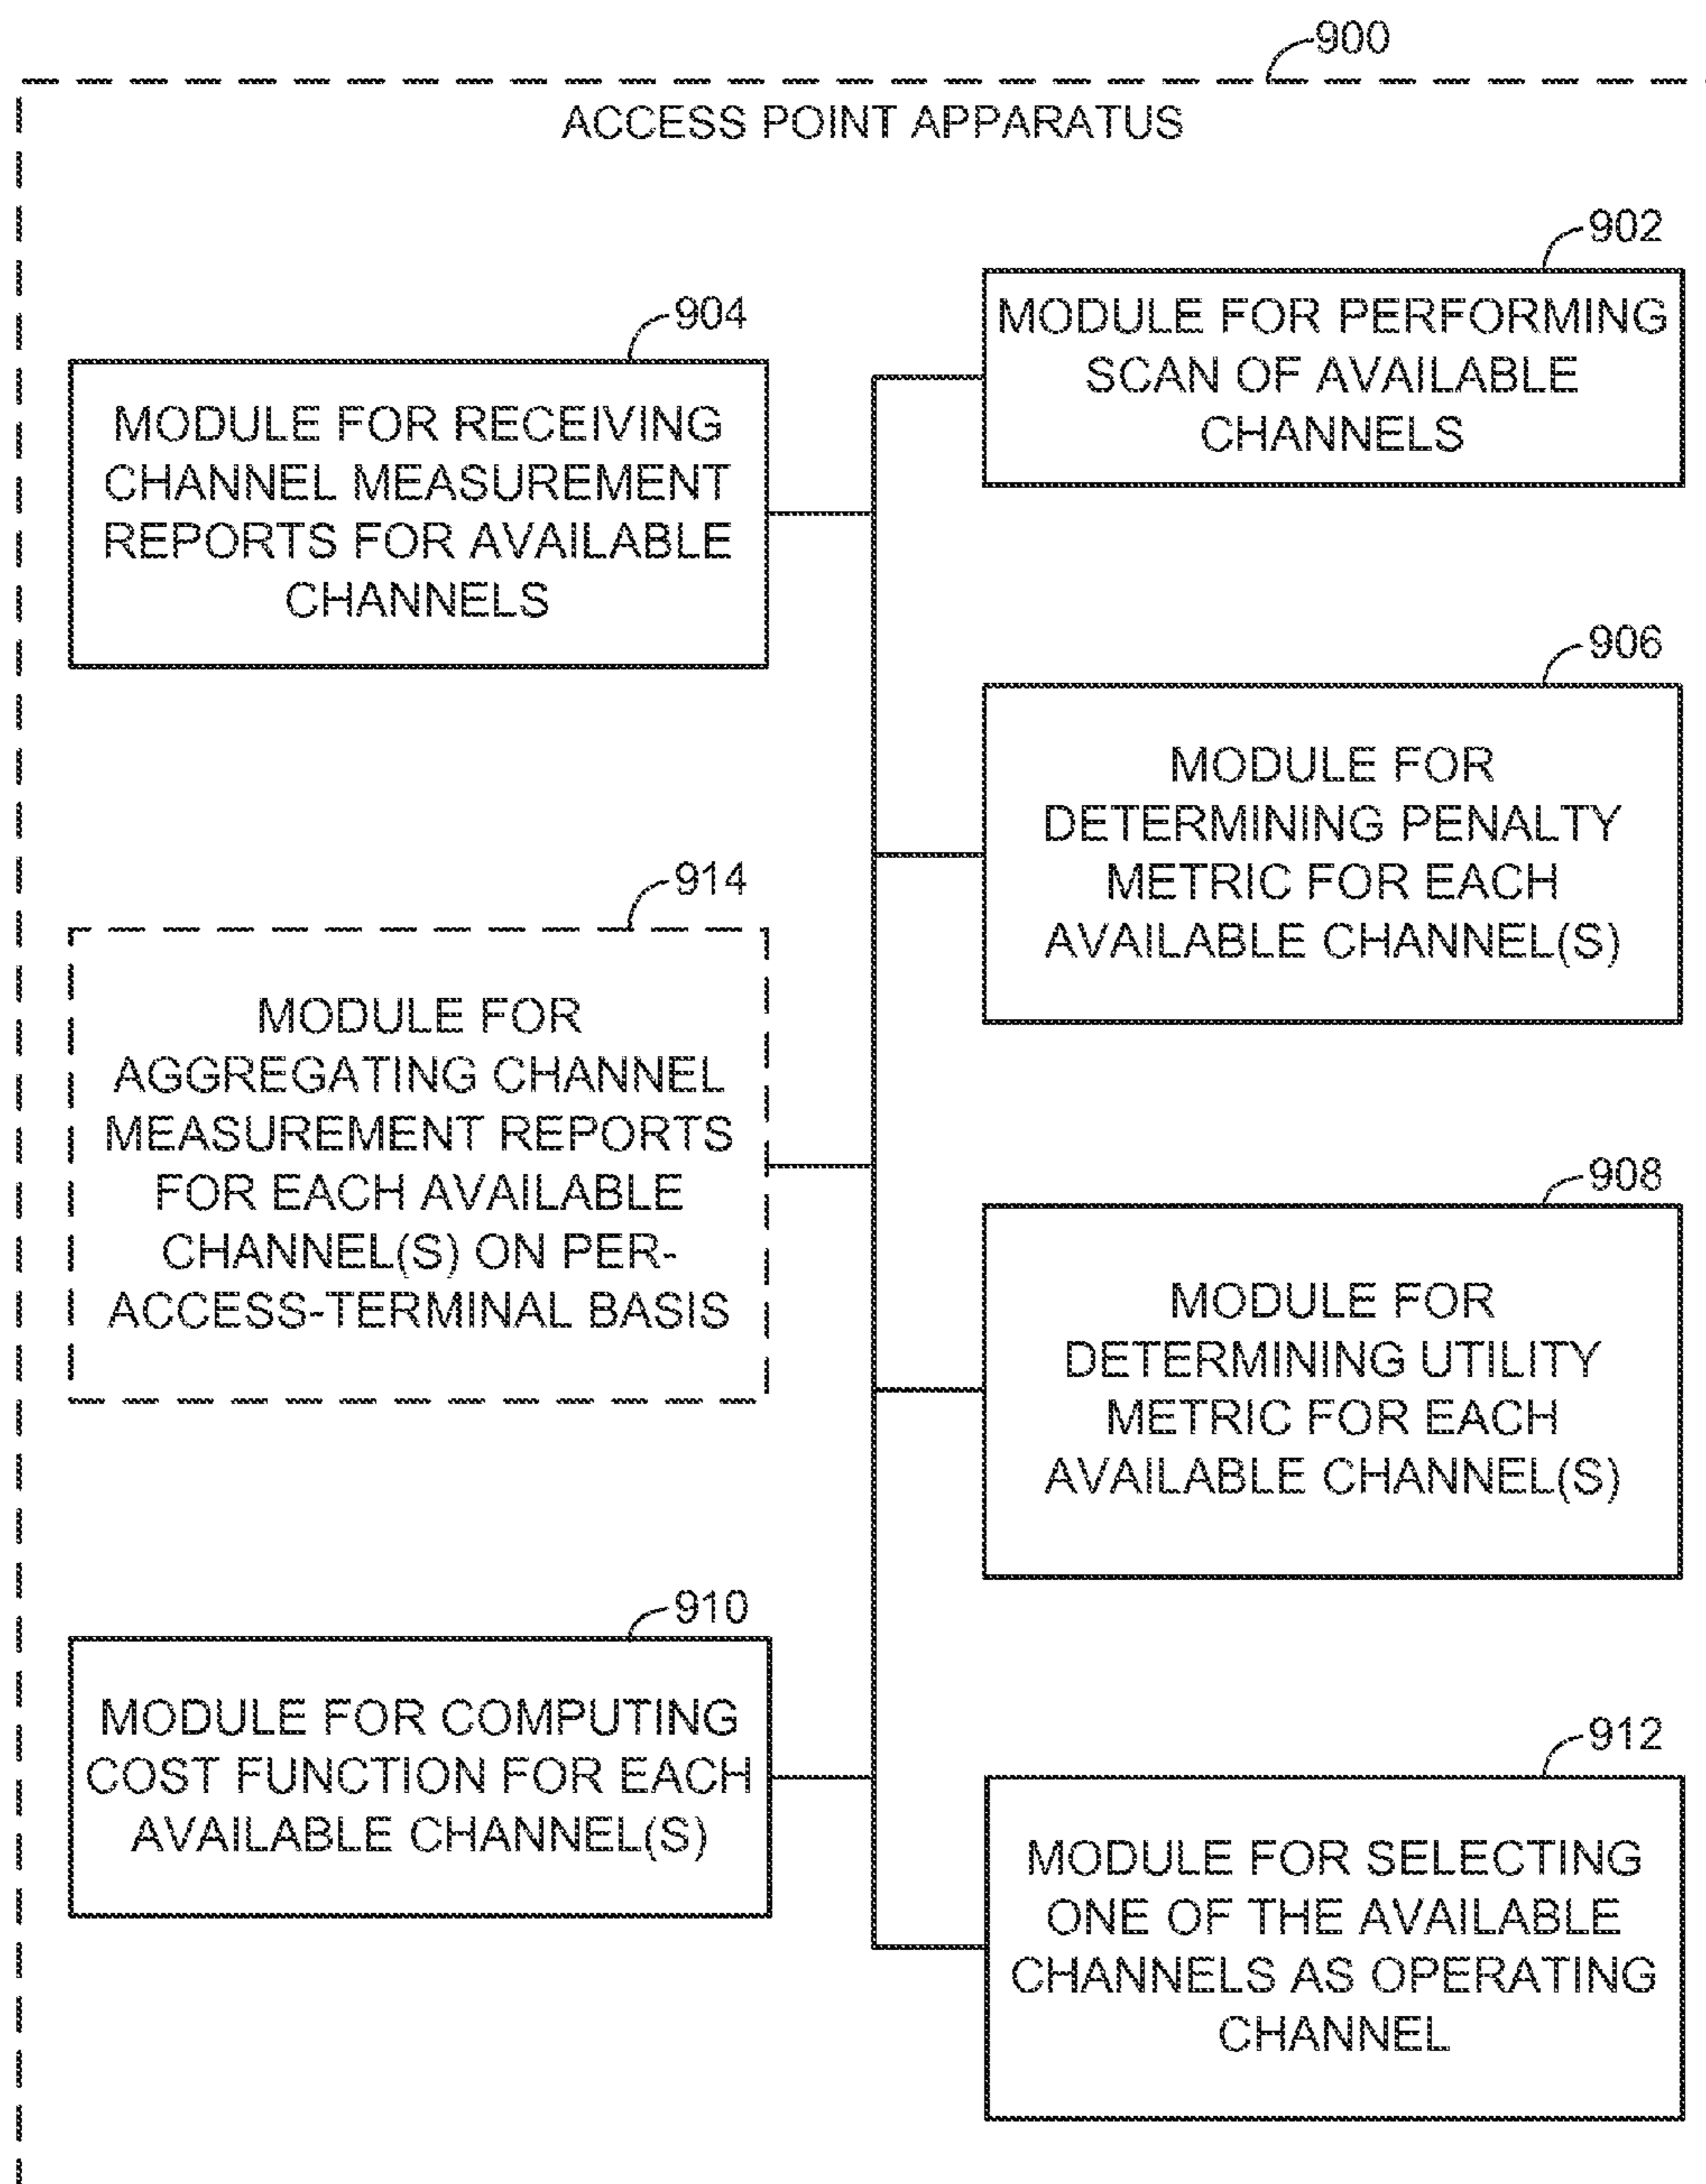 900
ACCESS POINT APPARATUS
902
MODULE FOR PERFORMING
SCAN OF AVAILABLE
CHANNELS
904
MODULE FOR RECEIVING
CHANNEL MEASUREMENT
REPORTS FOR AVAILABLE
CHANNELS
906
MODULE FOR
DETERMINING PENALTY
METRIC FOR EACH
AVAILABLE CHANNEL(S)
914
MODULE FOR
AGGREGATING CHANNEL
MEASUREMENT REPORTS
FOR EACH AVAILABLE
CHANNEL(S) ON PER-
ACCESS-TERMINAL BASIS
908
MODULE FOR
DETERMINING UTILITY
METRIC FOR EACH
AVAILABLE CHANNEL(S)
910
MODULE FOR COMPUTING
COST FUNCTION FOR EACH
AVAILABLE CHANNEL(S)
912
MODULE FOR SELECTING
ONE OF THE AVAILABLE
CHANNELS AS OPERATING
CHANNEL